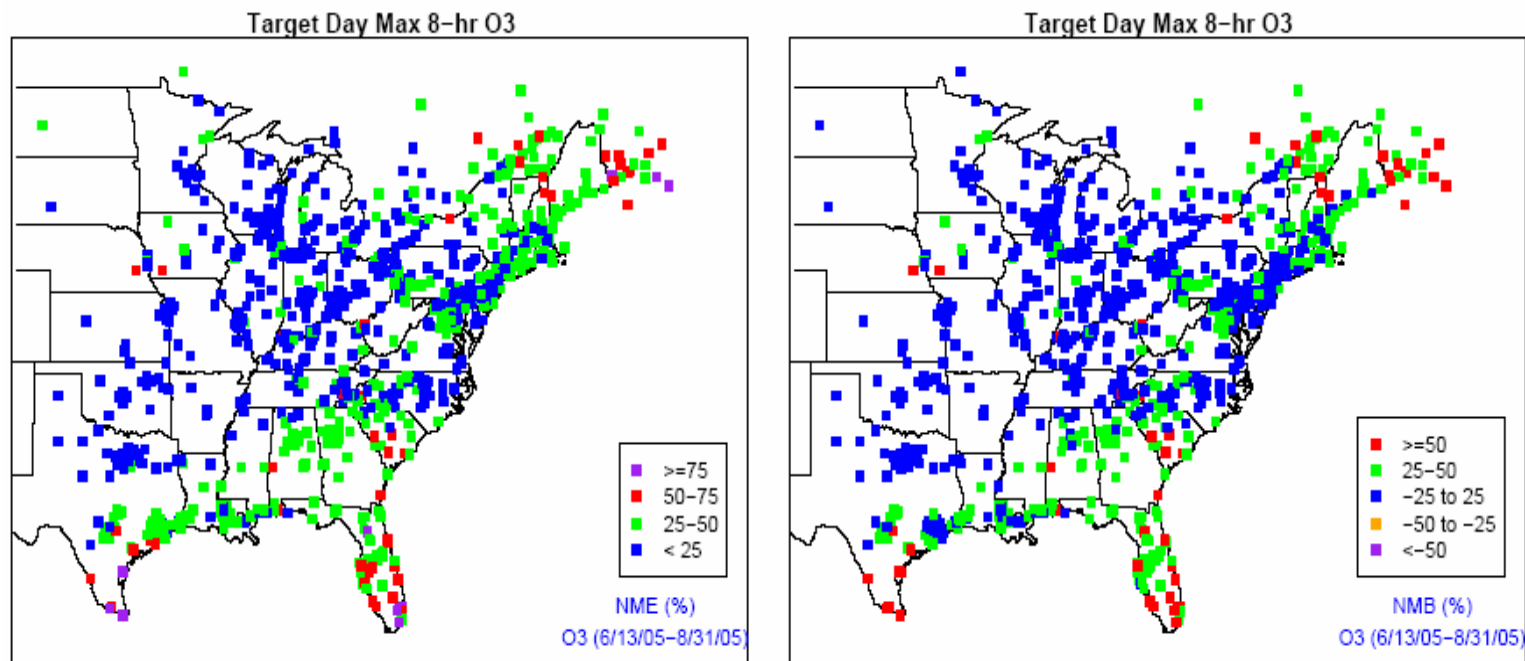 Target Day Max 8-hr O3
>=75
50-75
25-50
< 25
NME (%)
O3 (6/13/05-8/31/05)
Target Day Max 8-hr O3
>=50
25-50
-25 to 25
-50 to -25
<-50
NMB (%)
O3 (6/13/05-8/31/05)